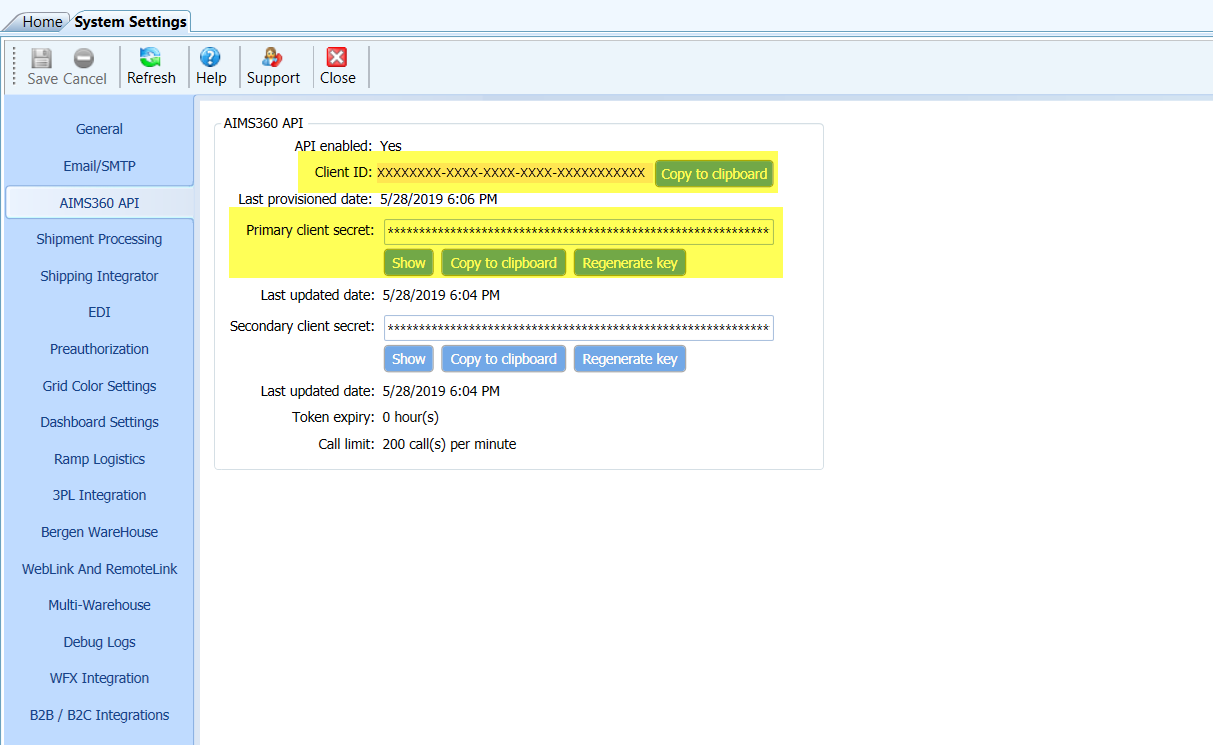 Home System Settings
Save Cancel Refresh Help Support Close
General
Email/SMTP
AIMS360 API
Shipment Processing
Shipping Integrator
EDI
Preauthorization
Grid Color Settings
Dashboard Settings
Ramp Logistics
3PL Integration
Bergen WareHouse
WebLink And RemoteLink
Multi-Warehouse
Debug Logs
WFX Integration
B2B / B2C Integrations
AIMS360 API
API enabled: Yes
Client ID: XXXXXXXX-XXXX-XXXX-XXXX-XXXXXXXXXXX Copy to clipboard
Last provisioned date: 5/28/2019 6:06 PM
Primary client secret: *************************************************************
Show Copy to clipboard Regenerate key
Last updated date: 5/28/2019 6:04 PM
Secondary client secret: *************************************************************
Show Copy to clipboard Regenerate key
Last updated date: 5/28/2019 6:04 PM
Token expiry: 0 hour(s)
Call limit: 200 call(s) per minute